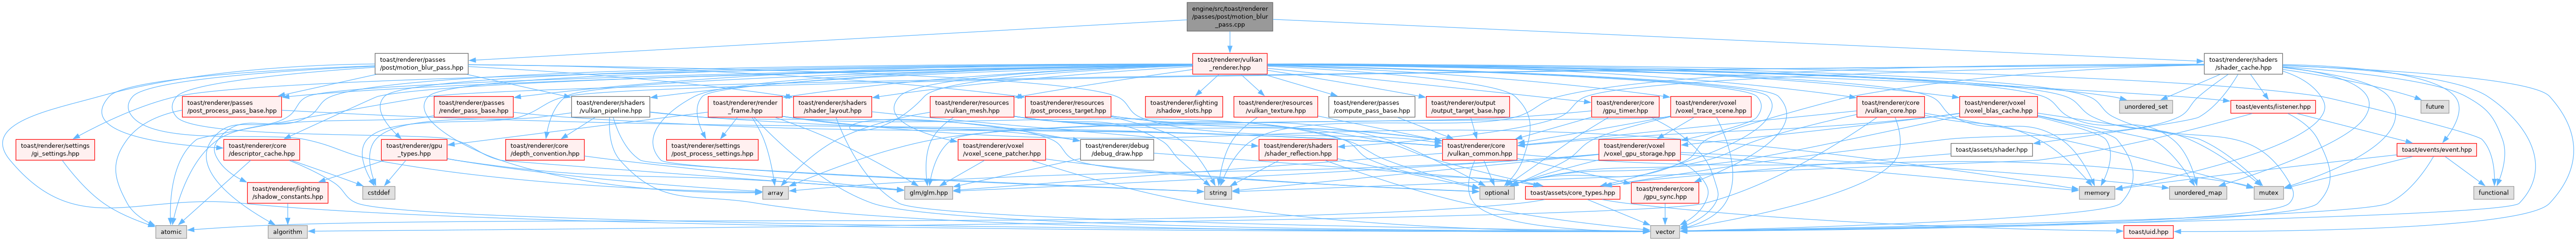 engine/src/toast/renderer
/passes/post/motion_blur
_pass.cpp
toast/renderer/passes
/post/motion_blur_pass.hpp
toast/renderer/vulkan
_renderer.hpp
toast/renderer/shaders
/shader_cache.hpp
toast/renderer/passes
/post_process_pass_base.hpp
toast/renderer/passes
/render_pass_base.hpp
toast/renderer/shaders
/vulkan_pipeline.hpp
toast/renderer/render
_frame.hpp
toast/renderer/shaders
/shader_layout.hpp
toast/renderer/resources
/vulkan_mesh.hpp
toast/renderer/resources
/post_process_target.hpp
toast/renderer/lighting
/shadow_slots.hpp
toast/renderer/resources
/vulkan_texture.hpp
toast/renderer/passes
/compute_pass_base.hpp
toast/renderer/output
/output_target_base.hpp
toast/renderer/core
/gpu_timer.hpp
toast/renderer/voxel
/voxel_trace_scene.hpp
toast/renderer/core
/vulkan_core.hpp
toast/renderer/voxel
/voxel_blas_cache.hpp
unordered_set
toast/events/listener.hpp
future
toast/renderer/settings
/gi_settings.hpp
toast/renderer/core
/descriptor_cache.hpp
toast/renderer/gpu
_types.hpp
toast/renderer/core
/depth_convention.hpp
toast/renderer/settings
/post_process_settings.hpp
toast/renderer/voxel
/voxel_scene_patcher.hpp
toast/renderer/debug
/debug_draw.hpp
toast/renderer/shaders
/shader_reflection.hpp
toast/renderer/core
/vulkan_common.hpp
toast/renderer/voxel
/voxel_gpu_storage.hpp
toast/assets/shader.hpp
toast/events/event.hpp
toast/renderer/lighting
/shadow_constants.hpp
cstddef
array
glm/glm.hpp
string
optional
toast/assets/core_types.hpp
toast/renderer/core
/gpu_sync.hpp
memory
unordered_map
mutex
functional
atomic
algorithm
vector
toast/uid.hpp